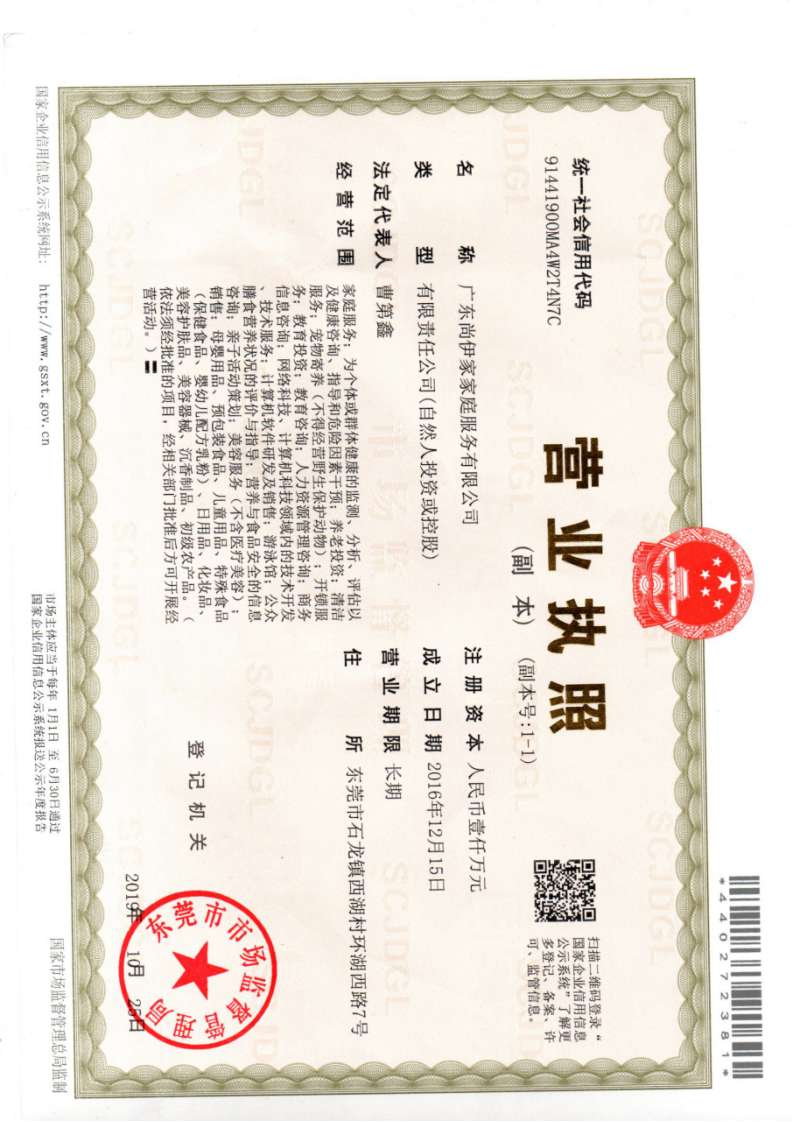 *440272381*
统一社会信用代码
91441900MA4W2T4N7C
营业执照
(副 本) (副本号:1-1)
扫描二维码登录“
国家企业信用信息
公示系统”了解更
多登记、备案、许
可、监管信息。
名 称 广东尚伊家家庭服务有限公司
类 型 有限责任公司(自然人投资或控股)
法定代表人 曹第鑫
经营范围 家庭服务；为个体或群体健康的监测、分析、评估以
及健康咨询、指导和危险因素干预；养老投资；清洁
服务；宠物寄养（不得经营野生保护动物）；开锁服
务；教育投资；教育咨询；人力资源管理咨询；商务
信息咨询；网络科技、计算机科技领域内的技术开发
、技术服务；计算机软件研发及销售；游泳馆；公众
膳食营养状况的评价与指导；营养与食品安全的信息
咨询；亲子活动策划；美容服务（不含医疗美容）；
销售：母婴用品、预包装食品、儿童用品、特殊食品
（保健食品、婴幼儿配方乳粉）、日用品、化妆品、
美容护肤品、美容器械、沉香制品、初级农产品。（
依法须经批准的项目，经相关部门批准后方可开展经
营活动。）
注册资本 人民币壹仟万元
成立日期 2016年12月15日
营业期限 长期
住 所 东莞市石龙镇西湖村环湖西路7号
登记机关
东莞市市场监督管理局
2019年 10月 25日
国家企业信用信息公示系统网址： http://www.gsxt.gov.cn
市场主体应当于每年 1月1日 至 6月30日通过
国家企业信用信息公示系统报送公示年度报告
国家市场监督管理总局监制